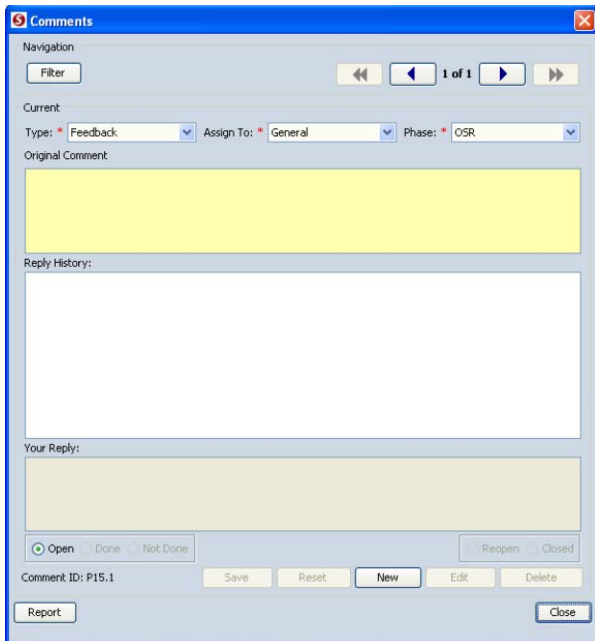 Comments
Navigation
Filter 1 of 1
Current
Type: * Feedback Assign To: * General Phase: * OSR
Original Comment
Reply History:
Your Reply:
Open Done Not Done Reopen Closed
Comment ID: P15.1 Save Reset New Edit Delete
Report Close